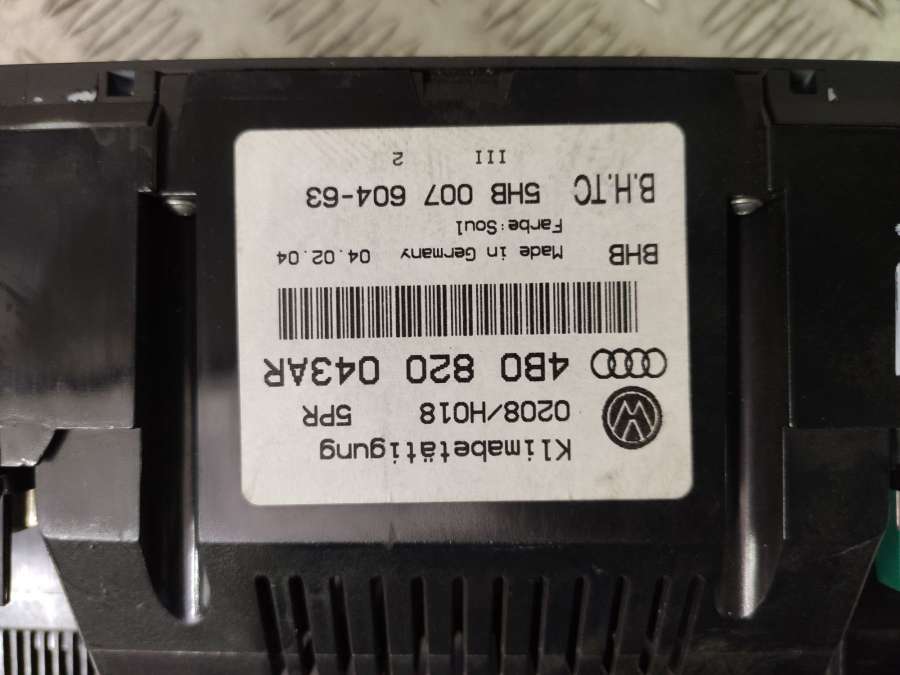 Klimabetätigung
0208/H018 5PR
4B0 820 043AR
BHB Made in Germany 04.02.04
Farbe:Soul
B.H.TC 5HB 007 604-63
III 2